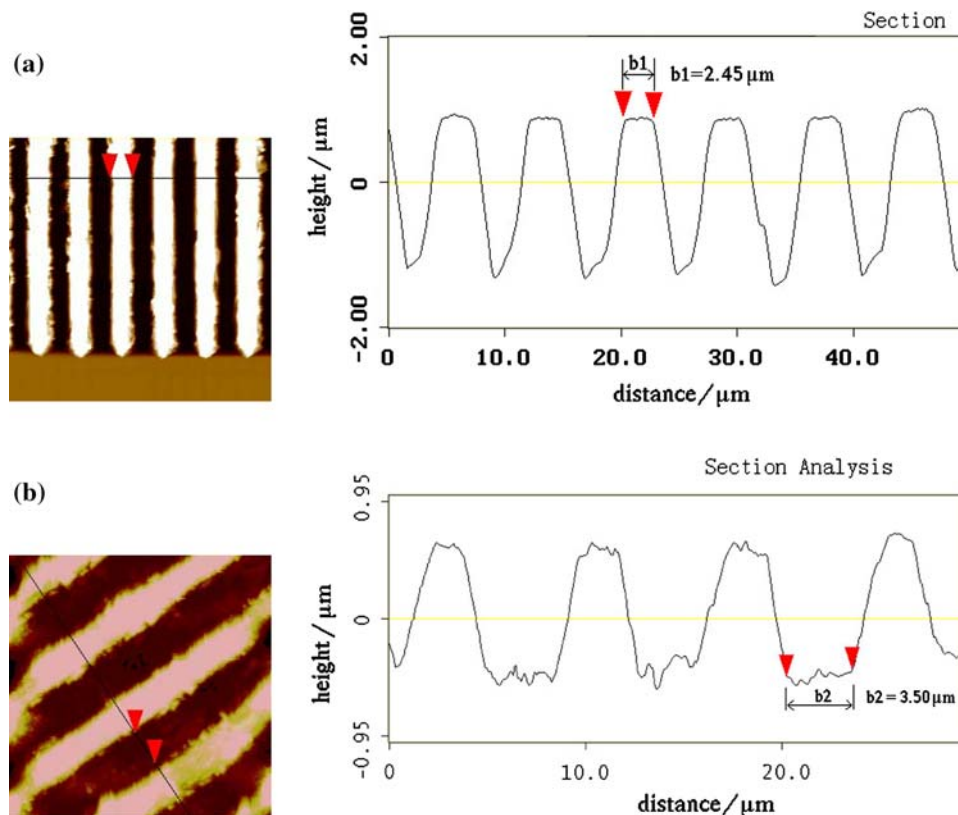 (a)
Section
2.00
0
-2.00
height/μm
b1
b1=2.45 μm
0 10.0 20.0 30.0 40.0
distance/μm
(b)
Section Analysis
0.95
0
-0.95
height/μm
b2
b2=3.50μm
0 10.0 20.0
distance/μm